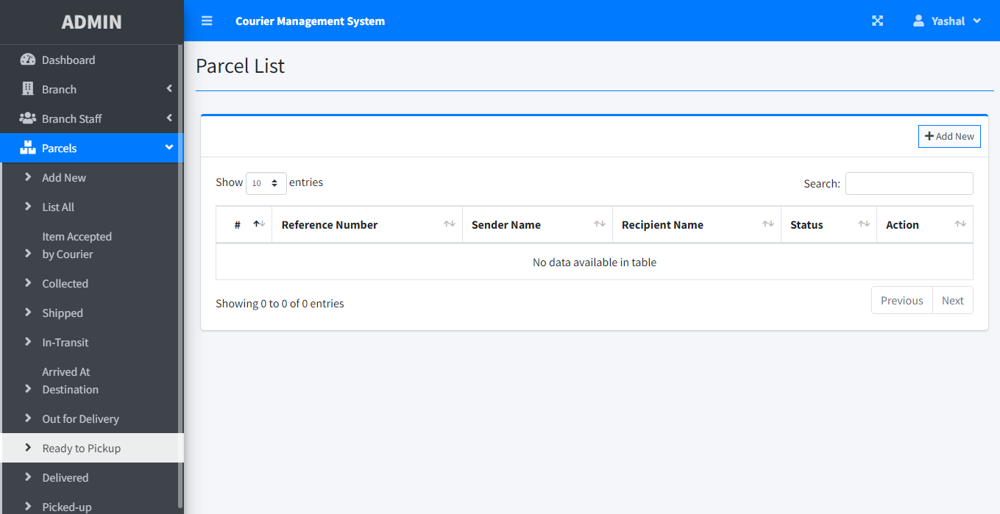 ADMIN
Courier Management System
Yashal
Dashboard
Branch
Branch Staff
Parcels
Add New
List All
Item Accepted
by Courier
Collected
Shipped
In-Transit
Arrived At
Destination
Out for Delivery
Ready to Pickup
Delivered
Picked-up
Parcel List
Add New
Show 10 entries
Search:
# Reference Number Sender Name Recipient Name Status Action
No data available in table
Showing 0 to 0 of 0 entries
Previous Next